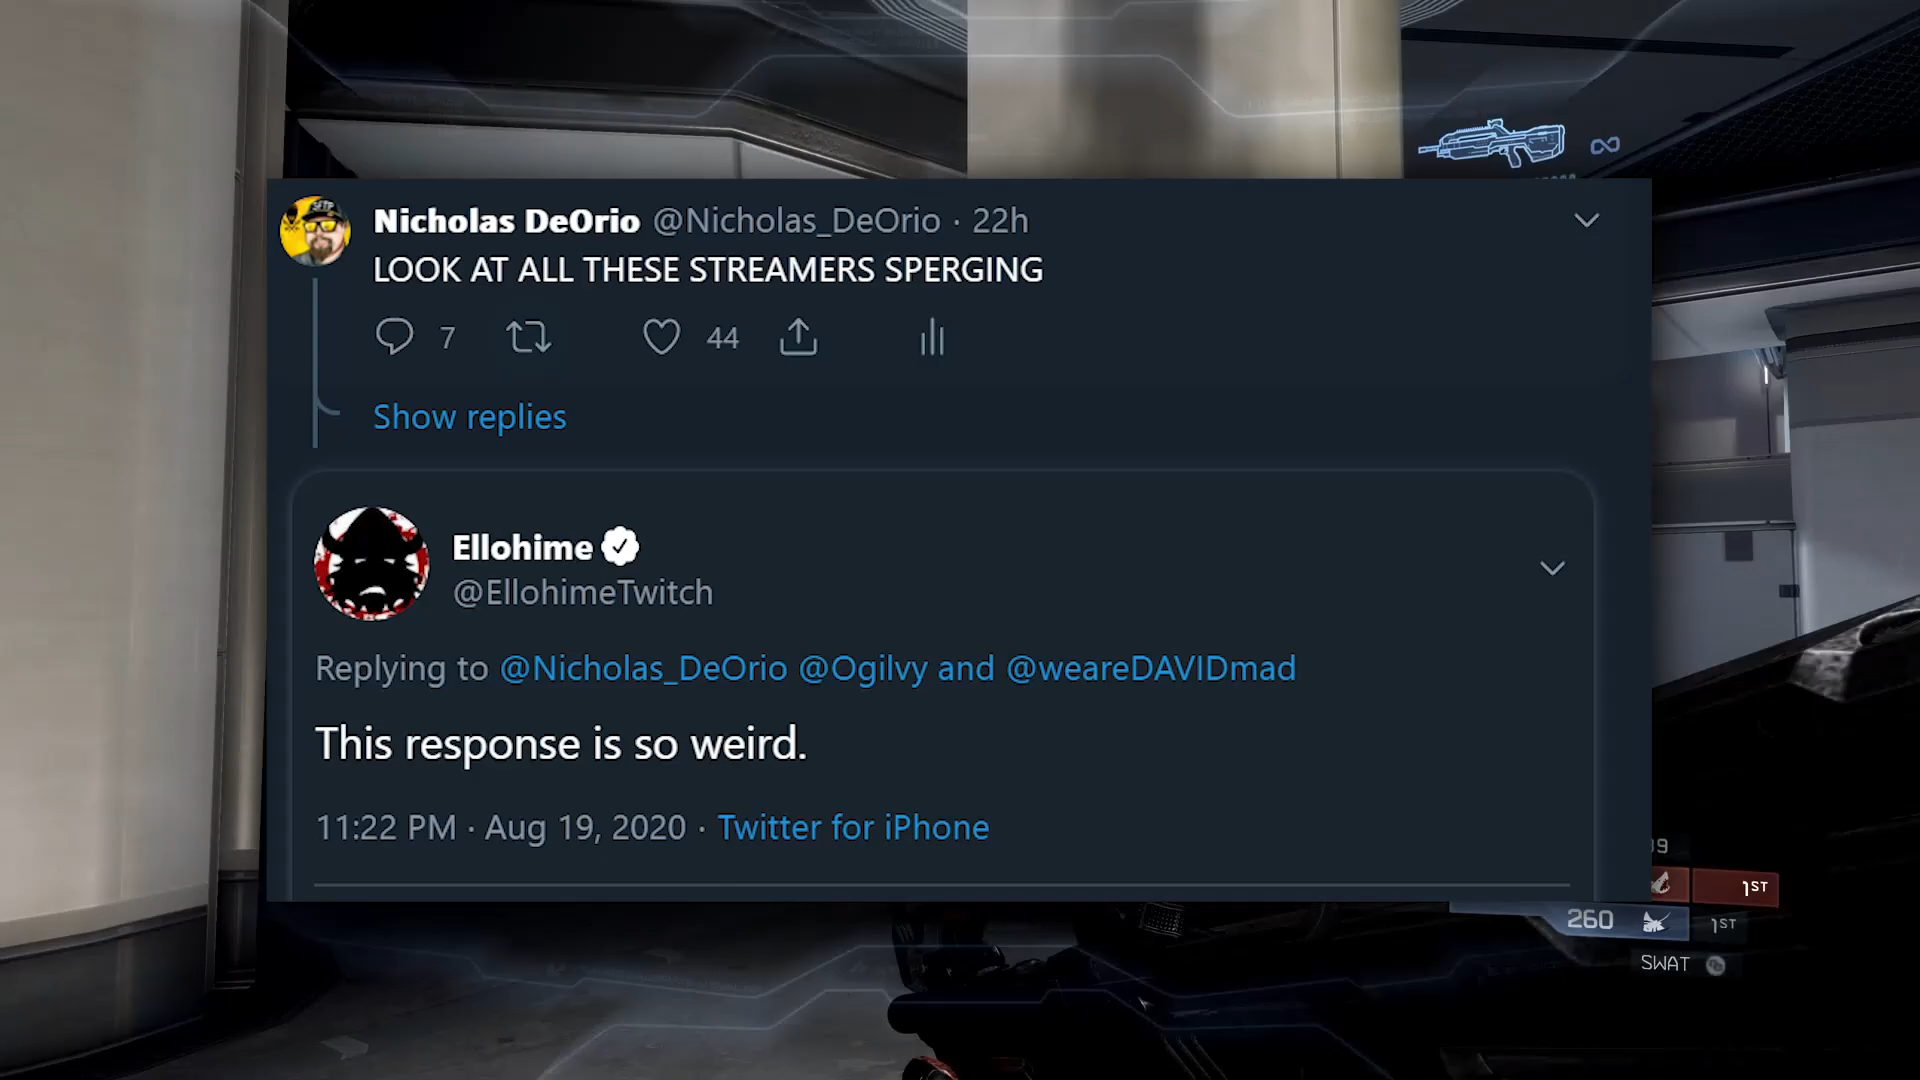 Nicholas DeOrio @Nicholas_DeOrio · 22h
LOOK AT ALL THESE STREAMERS SPERGING
7 44
Show replies
Ellohime
@EllohimeTwitch
Replying to @Nicholas_DeOrio @Ogilvy and @weareDAVIDmad
This response is so weird.
11:22 PM · Aug 19, 2020 · Twitter for iPhone
1ST
260 1ST
SWAT